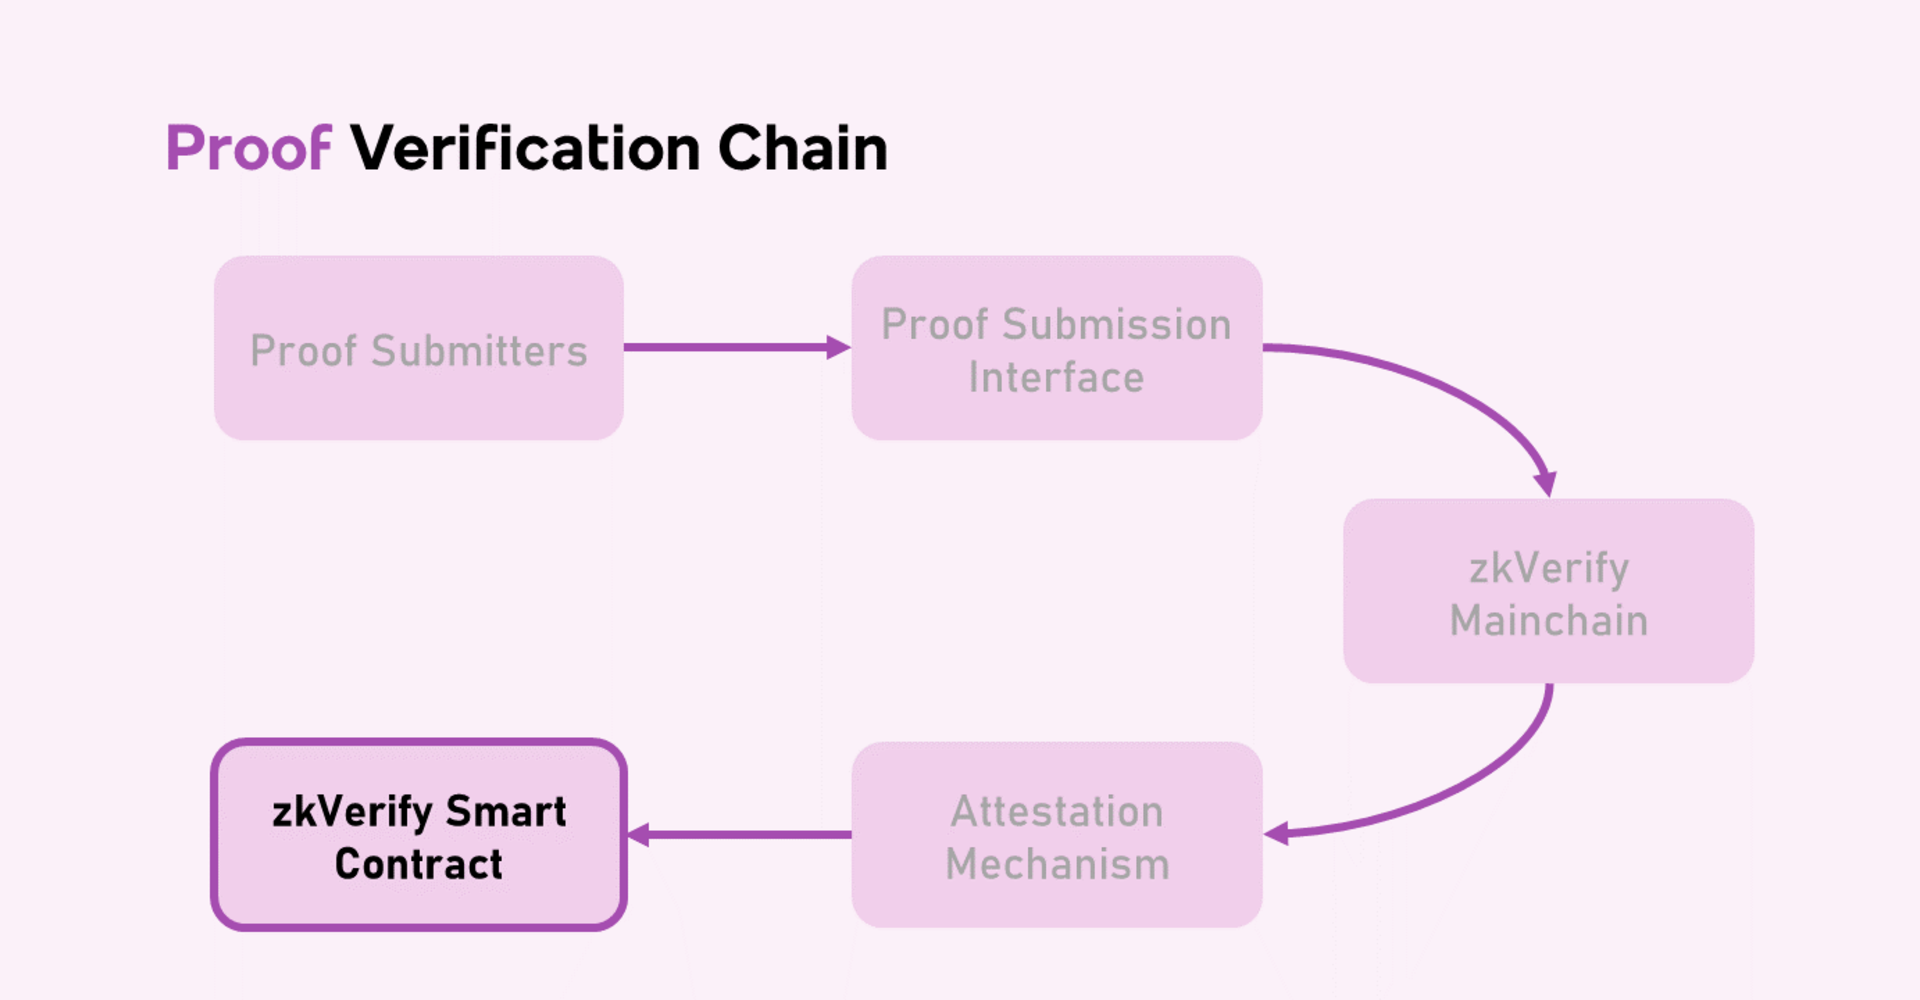 Proof Verification Chain
Proof Submitters
Proof Submission
Interface
zkVerify
Mainchain
Attestation
Mechanism
zkVerify Smart
Contract